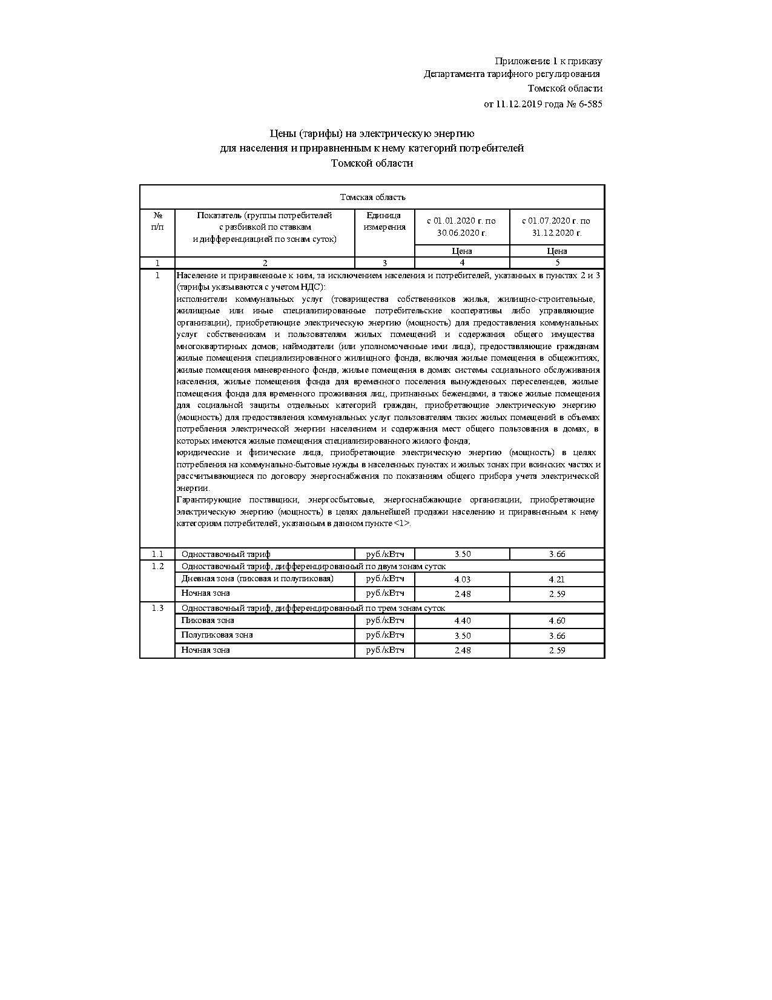 Приложение 1 к приказу
Департамента тарифного регулирования
Томской области
от 11.12.2019 года № 6-585
Цены (тарифы) на электрическую энергию
для населения и приравненным к нему категорий потребителей
Томской области
Томская область
№ п/п
Показатель (группы потребителей
с разбивкой по ставкам
и дифференциацией по зонам суток)
Единица
измерения
с 01.01.2020 г. по
30.06.2020 г.
с 01.07.2020 г. по
31.12.2020 г.
Цена Цена
1 2 3 4 5
1 Население и приравненные к ним, за исключением населения и потребителей, указанных в пунктах 2 и 3
(тарифы указываются с учетом НДС):
исполнители коммунальных услуг (товарищества собственников жилья, жилищно-строительные,
жилищные или иные специализированные потребительские кооперативы либо управляющие
организации), приобретающие электрическую энергию (мощность) для предоставления коммунальных
услуг собственникам и пользователям жилых помещений и содержания общего имущества
многоквартирных домов; наймодатели (или уполномоченные ими лица), предоставляющие гражданам
жилые помещения специализированного жилищного фонда, включая жилые помещения в общежитиях,
жилые помещения маневренного фонда, жилые помещения в домах системы социального обслуживания
населения, жилые помещения фонда для временного поселения вынужденных переселенцев, жилые
помещения фонда для временного проживания лиц, признанных беженцами, а также жилые помещения
для социальной защиты отдельных категорий граждан, приобретающие электрическую энергию
(мощность) для предоставления коммунальных услуг пользователям таких жилых помещений в объемах
потребления электрической энергии населением и содержания мест общего пользования в домах, в
которых имеются жилые помещения специализированного жилого фонда;
юридические и физические лица, приобретающие электрическую энергию (мощность) в целях
потребления на коммунально-бытовые нужды в населенных пунктах и жилых зонах при воинских частях и
рассчитывающиеся по договору энергоснабжения по показаниям общего прибора учета электрической
энергии.
Гарантирующие поставщики, энергосбытовые, энергоснабжающие организации, приобретающие
электрическую энергию (мощность) в целях дальнейшей продажи населению и приравненным к нему
категориям потребителей, указанным в данном пункте <1>.
1.1 Одноставочный тариф руб./кВтч 3.50 3.66
1.2 Одноставочный тариф, дифференцированный по двум зонам суток
Дневная зона (пиковая и полупиковая) руб./кВтч 4.03 4.21
Ночная зона руб./кВтч 2.48 2.59
1.3 Одноставочный тариф, дифференцированный по трем зонам суток
Пиковая зона руб./кВтч 4.40 4.60
Полупиковая зона руб./кВтч 3.50 3.66
Ночная зона руб./кВтч 2.48 2.59